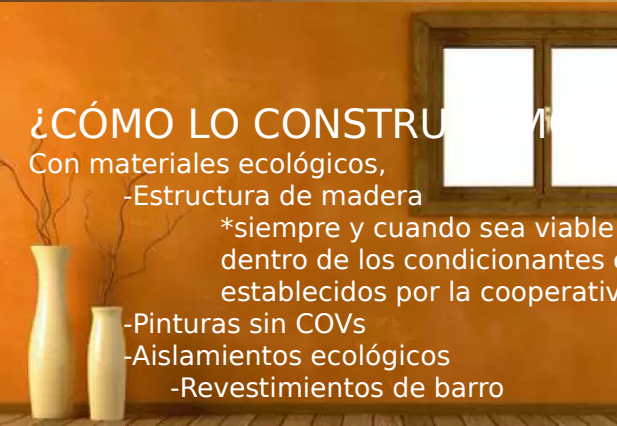 ¿CÓMO LO CONSTRU
Con materiales ecológicos,
-Estructura de madera
*siempre y cuando sea viable
dentro de los condicionantes
establecidos por la
-Pinturas sin COVs
-Aislamientos ecológicos
-Revestimientos de barro